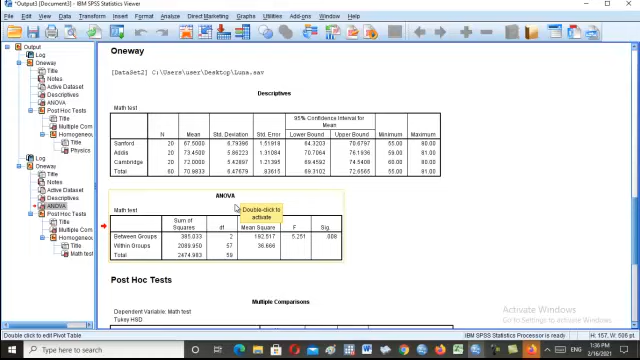 *Output3 [Document3] - IBM SPSS Statistics Viewer
File Edit View Data Transform Insert Format Analyze Direct Marketing Graphs Utilities Add-ons Window Help
Output
Log
Oneway
Title
Notes
Active Dataset
Descriptives
ANOVA
Post Hoc Tests
Title
Multiple Com
Homogeneous
Title
Physics
Log
Oneway
Title
Notes
Active Dataset
Descriptives
ANOVA
Post Hoc Tests
Title
Multiple Com
Homogeneous
Title
Math test
Oneway
[DataSet2] C:\Users\user\Desktop\Luna.sav
Descriptives
Math test
95% Confidence Interval for Mean
N Mean Std. Deviation Std. Error Lower Bound Upper Bound Minimum Maximum
Sanford 20 67.5000 6.79396 1.51918 64.3203 70.6797 55.00 80.00
Addis 20 73.4500 5.86223 1.31084 70.7064 76.1936 59.00 81.00
Cambridge 20 72.0000 5.42897 1.21395 69.4592 74.5408 60.00 81.00
Total 60 70.9833 6.47679 .83615 69.3102 72.6565 55.00 81.00
ANOVA
Double-click to activate
Math test
Sum of Squares df Mean Square F Sig.
Between Groups 385.033 2 192.517 5.251 .008
Within Groups 2089.950 57 36.666
Total 2474.983 59
Post Hoc Tests
Multiple Comparisons
Dependent Variable: Math test
Tukey HSD
Activate Windows
Go to Settings to activate Windows.
Double click to edit Pivot Table
IBM SPSS Statistics Processor is ready
H: 157, W: 506 pt.
Type here to search
ENG
1:36 PM
2/16/2021